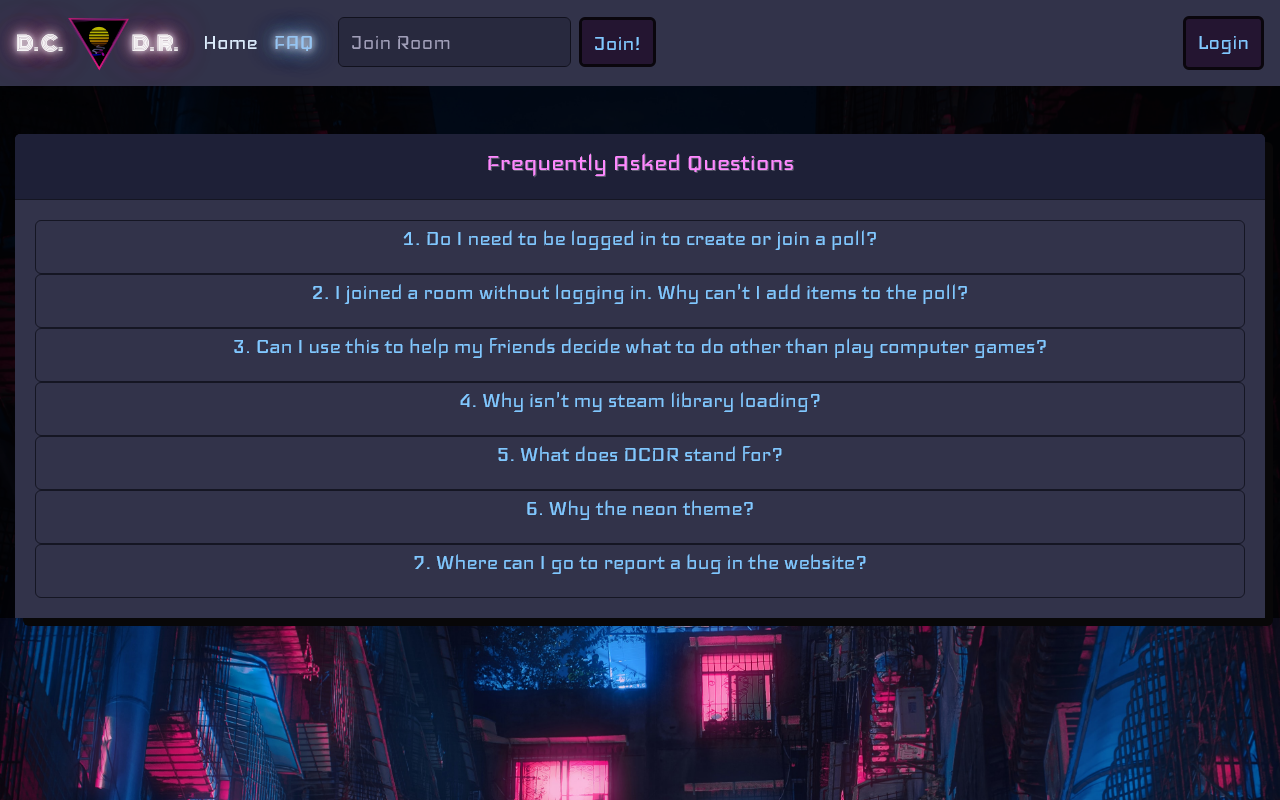 D.C. D.R. Home FAQ Join Room Join! Login
Frequently Asked Questions
1. Do I need to be logged in to create or join a poll?
2. I joined a room without logging in. Why can't I add items to the poll?
3. Can I use this to help my friends decide what to do other than play computer games?
4. Why isn't my steam library loading?
5. What does DCDR stand for?
6. Why the neon theme?
7. Where can I go to report a bug in the website?